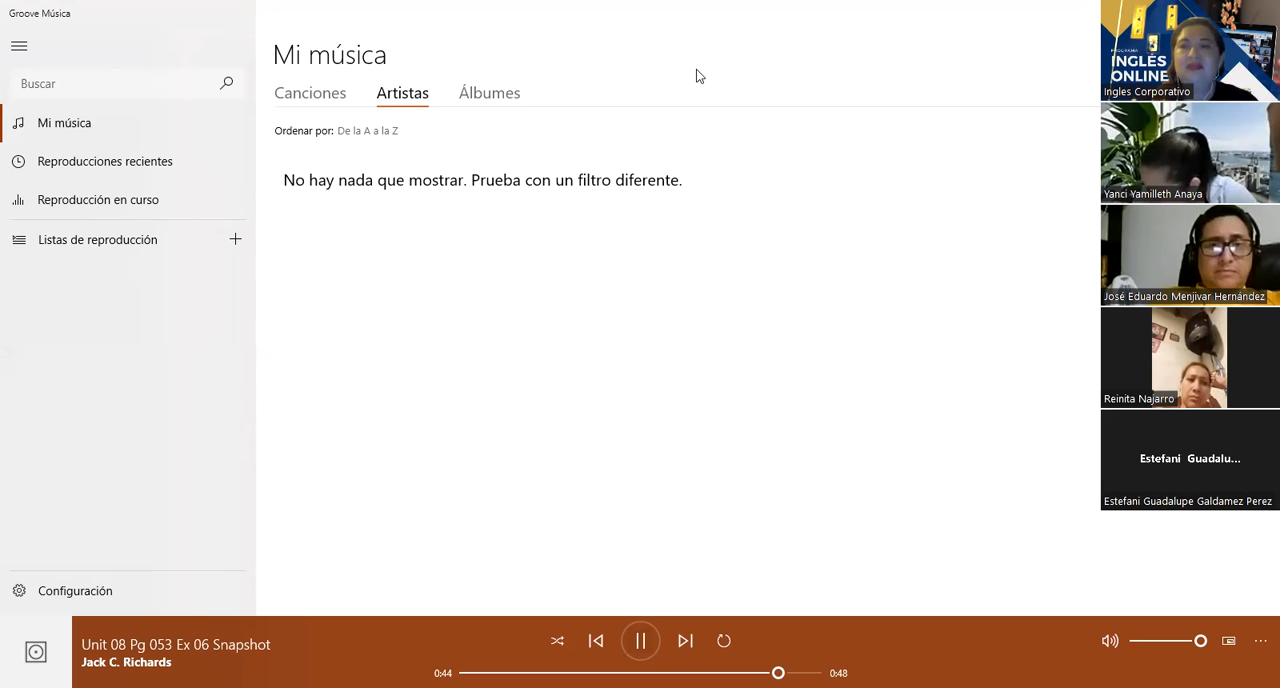 Groove Música
Buscar
Mi música
Reproducciones recientes
Reproducción en curso
Listas de reproducción
Configuración
Mi música
Canciones Artistas Álbumes
Ordenar por: De la A a la Z
No hay nada que mostrar. Prueba con un filtro diferente.
PROGRAMA
INGLÉS
ONLINE
Ingles Corporativo
Yanci Yamilleth Anaya
José Eduardo Menjivar Hernández
Reinita Najarro
Estefani Guadalu...
Estefani Guadalupe Galdamez Perez
Unit 08 Pg 053 Ex 06 Snapshot
Jack C. Richards
0:44
0:48